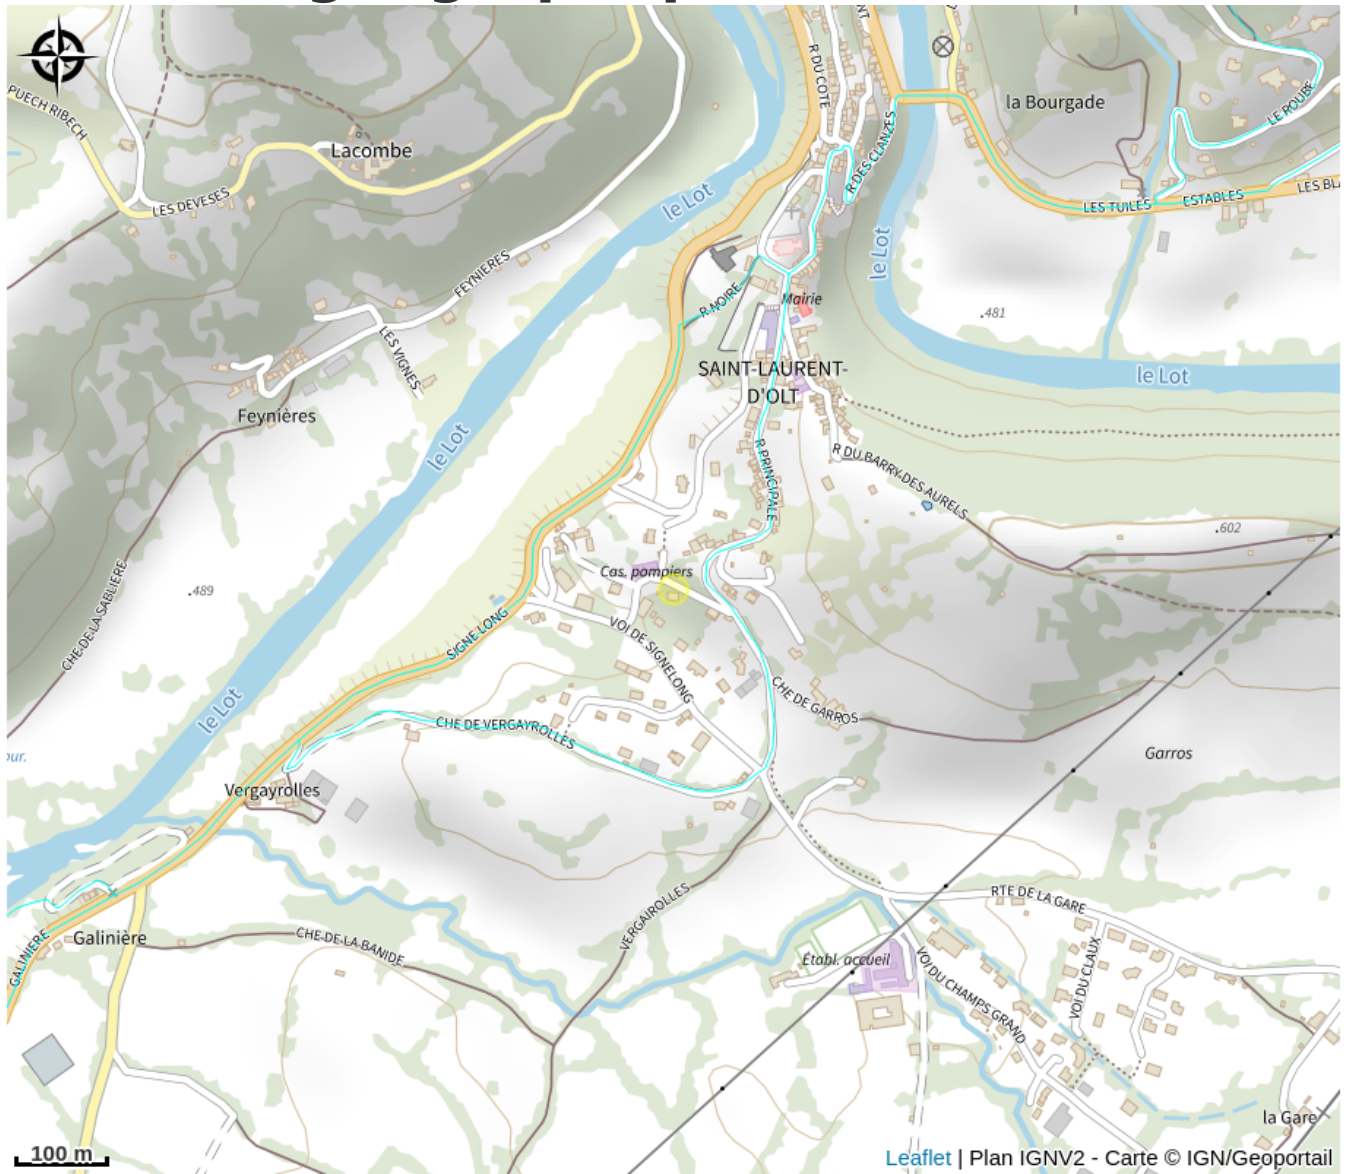 R DU COTE
la Bourgade
PUECH RIBECH
LE ROUBE
Lacombe
R DES CLANZES
LES DEVESES
le Lot
LES TUILES
ESTABLES
LES BL
le Lot
FEYNIERES
R NOIRE
Mairie
.481
LES VIGNES
SAINT-LAURENT-
D'OLT
le Lot
Feynières
le Lot
R PRINCIPALE
R DU BARRY-DES AURELS
.602
Cas. pompiers
.489
CHE-DE-LA-SABLIERE
SIGNE LONG
VOI DE SIGNELONG
le Lot
CHE DE GARROS
CHE DE VERGAYROLLES
Garros
our.
Vergayrolles
RTE DE LA GARE
VERGAIROLLES
GALINIERE
Galinière
CHE-DE-LA-BANIDE
Établ. accueil
VOI DU CHAMPS GRAND
VOI DU CLAUX
la Gare
100 m
Leaflet | Plan IGNV2 - Carte © IGN/Geoportail